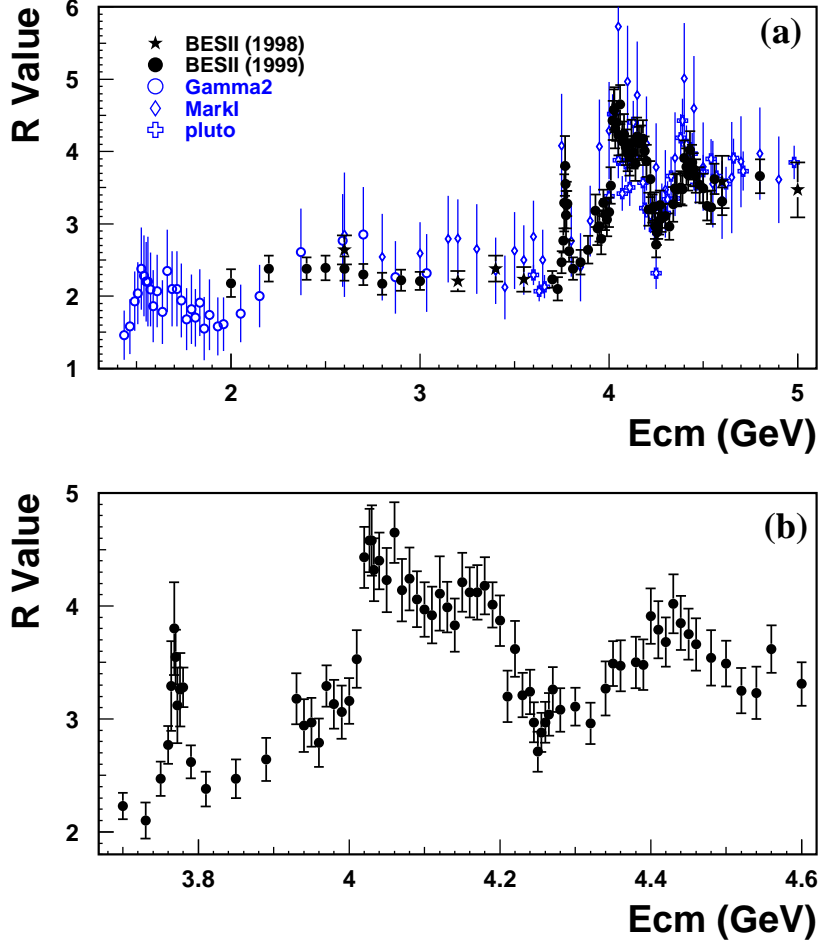 R Value
6
5
4
3
2
1
(a)
BESII (1998)
BESII (1999)
Gamma2
MarkI
pluto
2 3 4 5
Ecm (GeV)
R Value
5
4
3
2
(b)
3.8 4 4.2 4.4 4.6
Ecm (GeV)